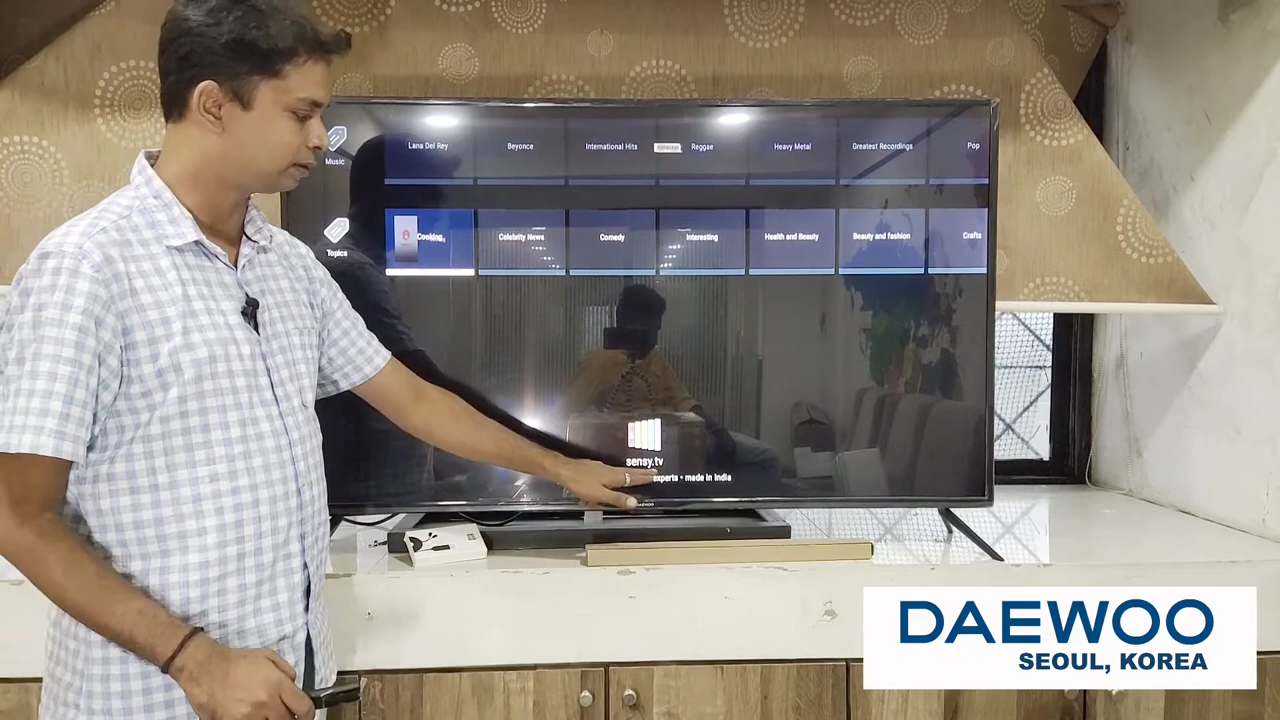 Lana Del Rey
Beyonce
International Hits
Reggae
Heavy Metal
Greatest Recordings
Pop
Music
Cooking
Celebrity News
Comedy
Interesting
Health and Beauty
Beauty and fashion
Crafts
Topics
sensy.tv
experts • made in India
DAEWOO
DAEWOO
SEOUL, KOREA